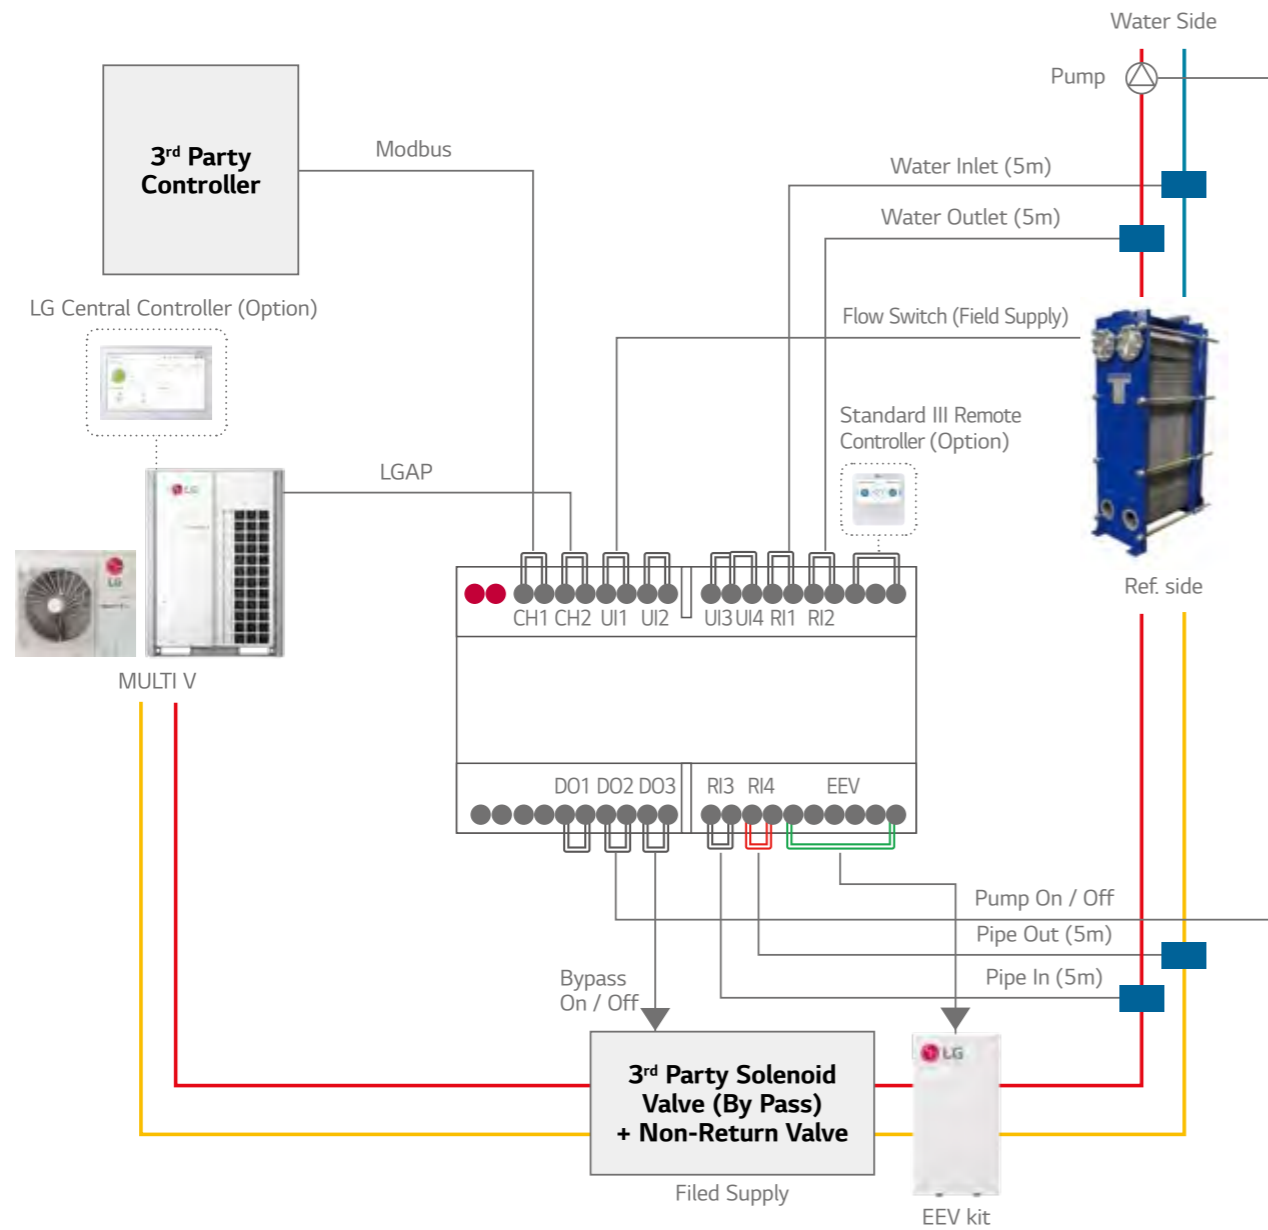 Water Side
Pump
3rd Party
Controller
Modbus
Water Inlet (5m)
Water Outlet (5m)
LG Central Controller (Option)
Flow Switch (Field Supply)
Standard III Remote
Controller (Option)
LGAP
LG
LG
T
Ref. side
CH1 CH2 UI1 UI2 UI3 UI4 RI1 RI2
MULTI V
DO1 DO2 DO3 RI3 RI4 EEV
Pump On / Off
Pipe Out (5m)
Pipe In (5m)
Bypass
On / Off
3rd Party Solenoid
Valve (By Pass)
+ Non-Return Valve
LG
Filed Supply
EEV kit